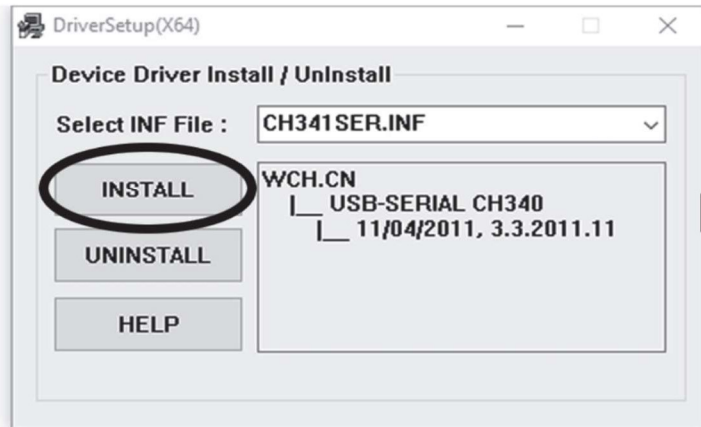 DriverSetup(X64)
Device Driver Install / UnInstall
Select INF File :
CH341SER.INF
INSTALL
UNINSTALL
HELP
WCH.CN
|__ USB-SERIAL CH340
|__ 11/04/2011, 3.3.2011.11